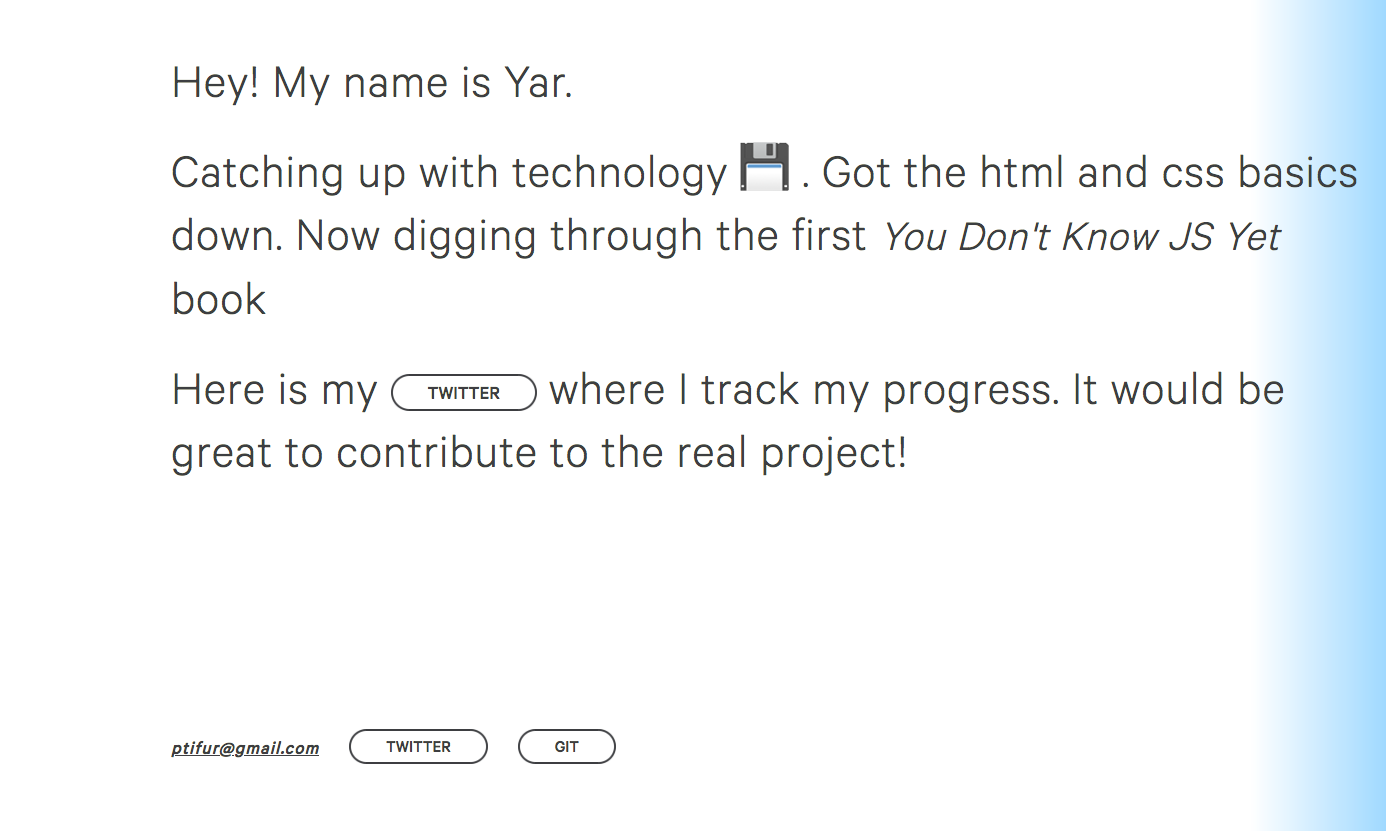 Hey! My name is Yar.
Catching up with technology 💾 . Got the html and css basics
down. Now digging through the first You Don't Know JS Yet
book
Here is my TWITTER where I track my progress. It would be
great to contribute to the real project!
ptifur@gmail.com TWITTER GIT